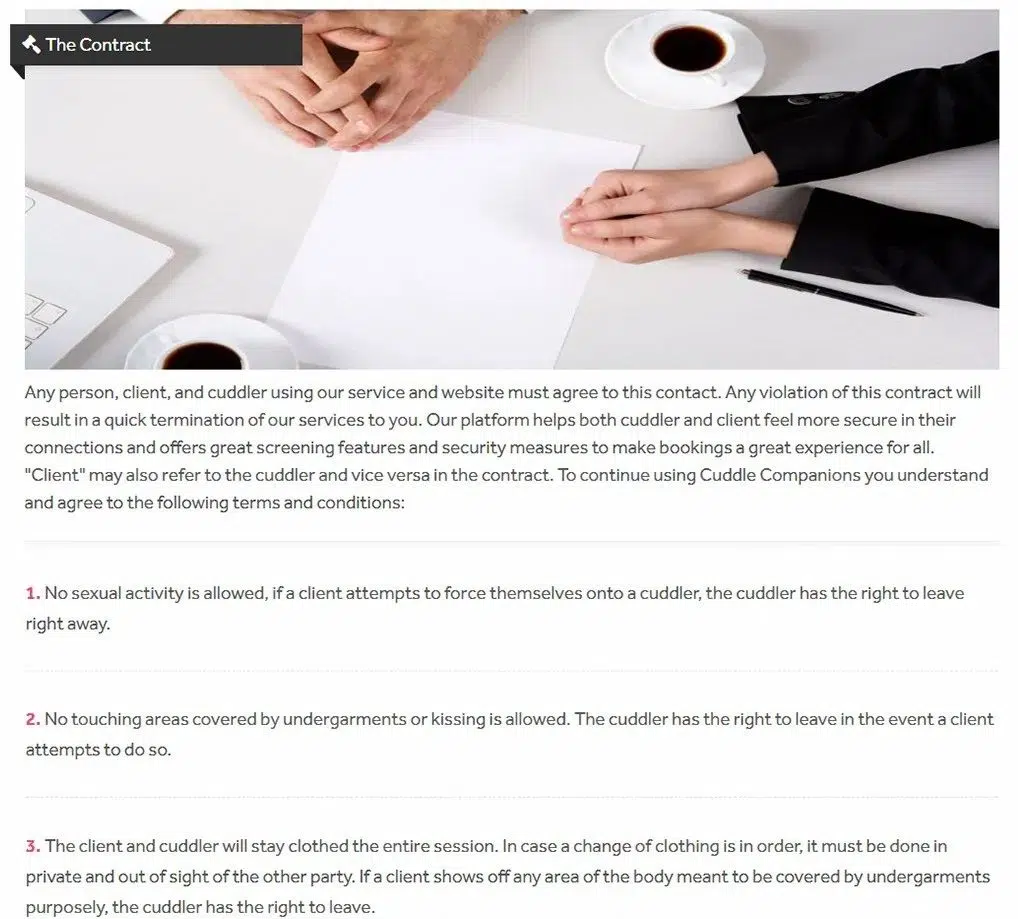 The Contract
Any person, client, and cuddler using our service and website must agree to this contact. Any violation of this contract will
result in a quick termination of our services to you. Our platform helps both cuddler and client feel more secure in their
connections and offers great screening features and security measures to make bookings a great experience for all.
"Client" may also refer to the cuddler and vice versa in the contract. To continue using Cuddle Companions you understand
and agree to the following terms and conditions:
1. No sexual activity is allowed, if a client attempts to force themselves onto a cuddler, the cuddler has the right to leave
right away.
2. No touching areas covered by undergarments or kissing is allowed. The cuddler has the right to leave in the event a client
attempts to do so.
3. The client and cuddler will stay clothed the entire session. In case a change of clothing is in order, it must be done in
private and out of sight of the other party. If a client shows off any area of the body meant to be covered by undergarments
purposely, the cuddler has the right to leave.